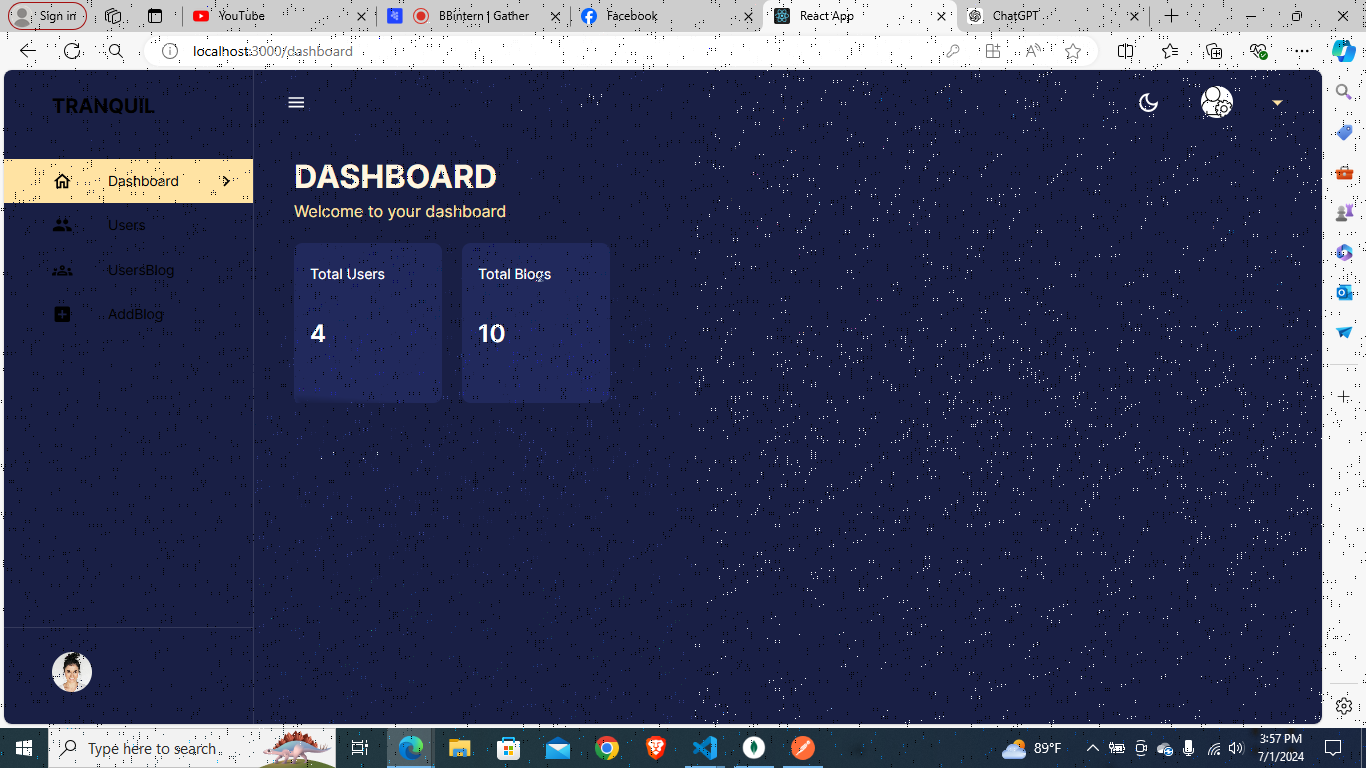 Sign in
YouTube
BBintern | Gather
Facebook
React App
ChatGPT
localhost:3000/dashboard
TRANQUIL
Dashboard
Users
UsersBlog
AddBlog
DASHBOARD
Welcome to your dashboard
Total Users
4
Total Blogs
10
Type here to search
89°F
3:57 PM
7/1/2024